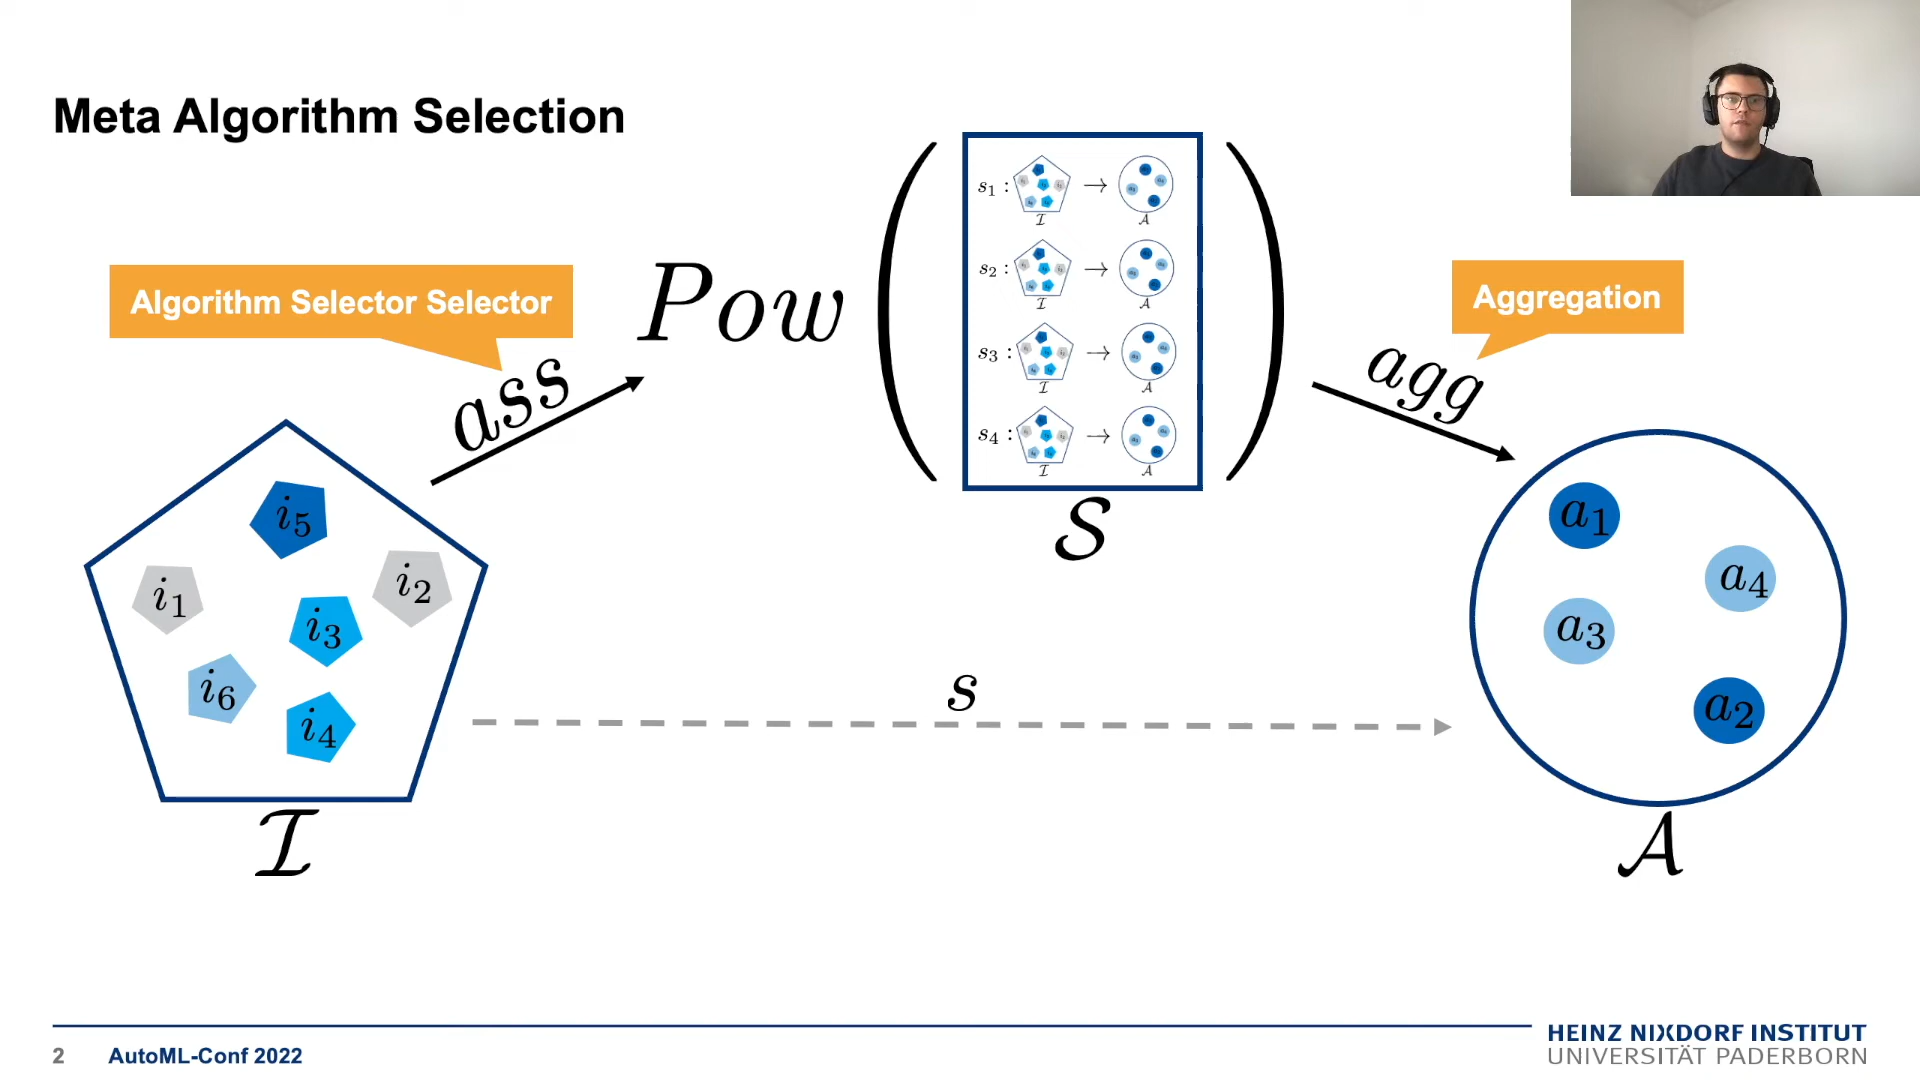 Meta Algorithm Selection
Algorithm Selector Selector
ass
Pow
s₁ :
→
I
A
s₂ :
→
I
A
s₃ :
→
I
A
s₄ :
→
I
A
S
Aggregation
agg
i₅
i₁
i₂
i₃
i₆
i₄
I
s
a₁
a₄
a₃
a₂
A
2 AutoML-Conf 2022
HEINZ NIXDORF INSTITUT
UNIVERSITÄT PADERBORN